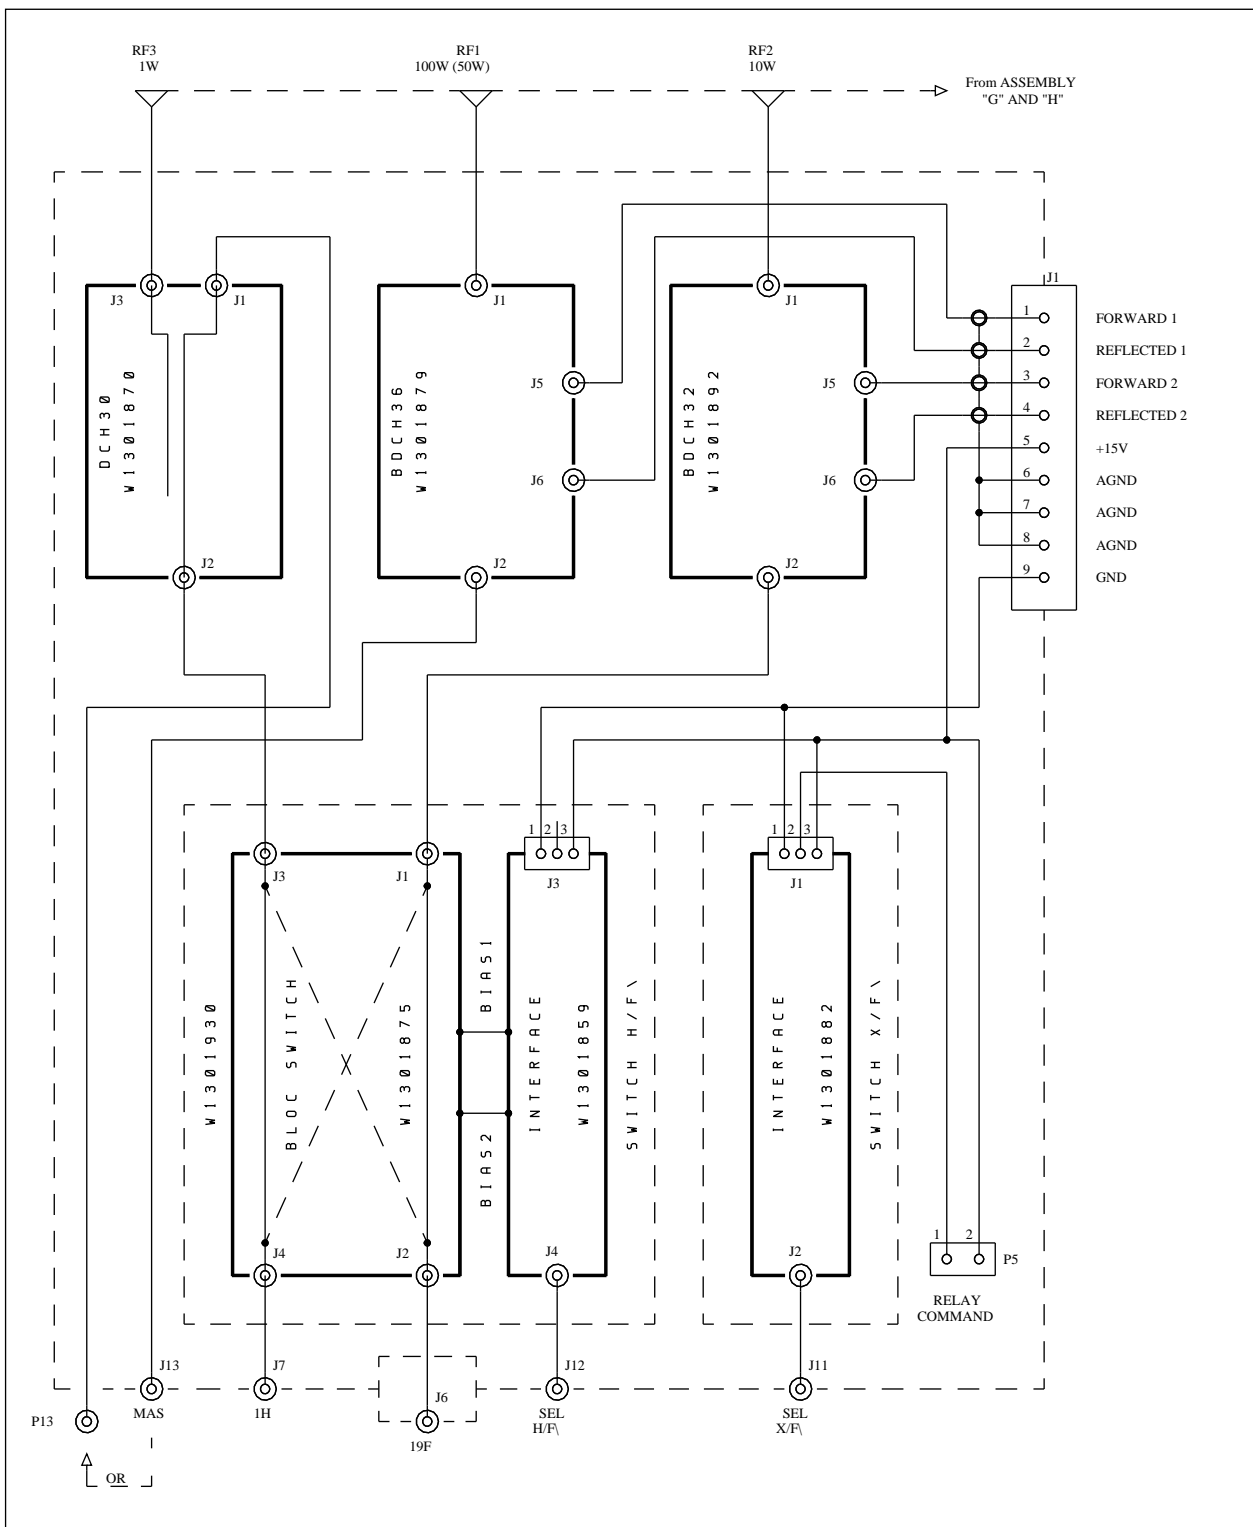 RF3
1W
RF1
100W (50W)
RF2
10W
From ASSEMBLY
"G" AND "H"
J3
J1
DCH30
W1301870
J2
J1
BDCH36
W1301879
J5
J6
J2
J1
BDCH32
W1301892
J5
J6
J2
J1
1
FORWARD 1
2
REFLECTED 1
3
FORWARD 2
4
REFLECTED 2
5
+15V
6
AGND
7
AGND
8
AGND
9
GND
W1301930
J3
J1
BLOC SWITCH
W1301875
J4
J2
BIAS1
BIAS2
1 2 3
J3
INTERFACE
W1301859
J4
SWITCH H/F\
1 2 3
J1
INTERFACE
W1301882
J2
SWITCH X/F\
1 2
P5
RELAY
COMMAND
P13
J13
MAS
J7
1H
J6
19F
J12
SEL
H/F\
J11
SEL
X/F\
OR